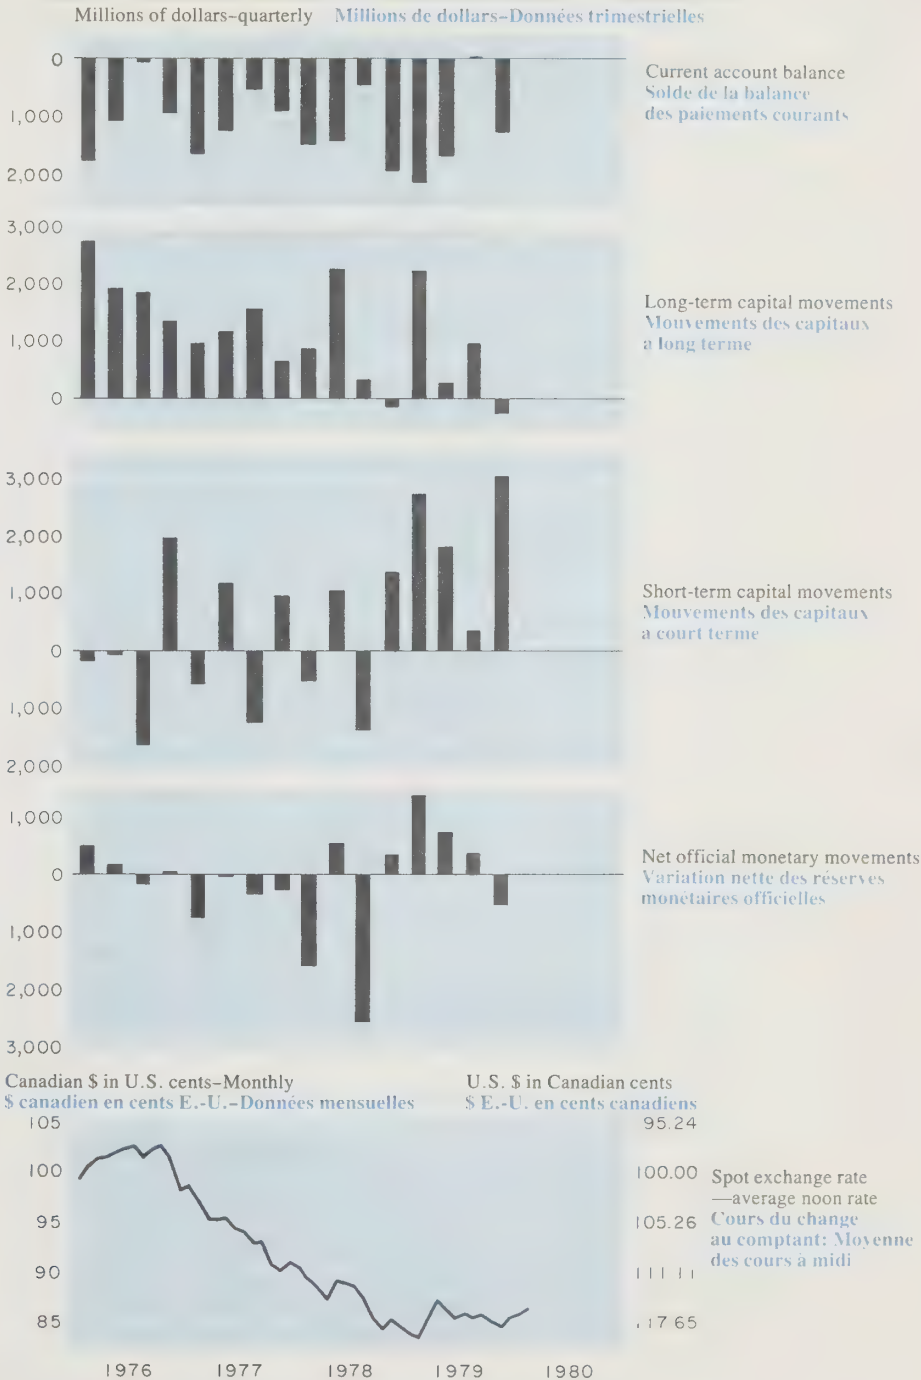 Millions of dollars–quarterly Millions de dollars–Données trimestrielles
0
1,000
2,000
Current account balance
Solde de la balance
des paiements courants
3,000
2,000
1,000
0
Long-term capital movements
Mouvements des capitaux
a long terme
3,000
2,000
1,000
0
1,000
2,000
Short-term capital movements
Mouvements des capitaux
a court terme
1,000
0
1,000
2,000
3,000
Net official monetary movements
Variation nette des réserves
monétaires officielles
Canadian $ in U.S. cents–Monthly
$ canadien en cents E.-U.–Données mensuelles
U.S. $ in Canadian cents
$ E.-U. en cents canadiens
105
100
95
90
85
95.24
100.00
105.26
111 11
117 65
Spot exchange rate
—average noon rate
Cours du change
au comptant: Moyenne
des cours à midi
1976 1977 1978 1979 1980